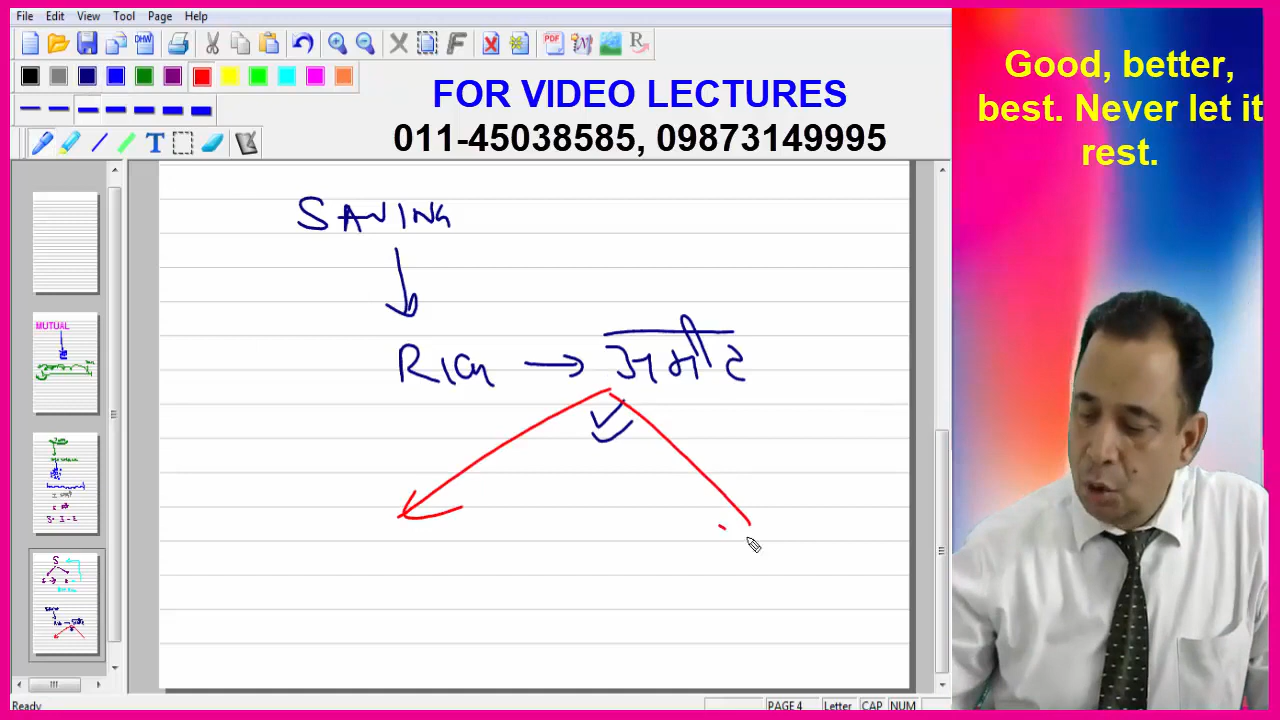 File Edit View Tool Page Help
FOR VIDEO LECTURES
011-45038585, 09873149995
Good, better,
best. Never let it
rest.
SAVING
RICH → अमीर
MUTUAL
Ready
PAGE 4 Letter CAP NUM